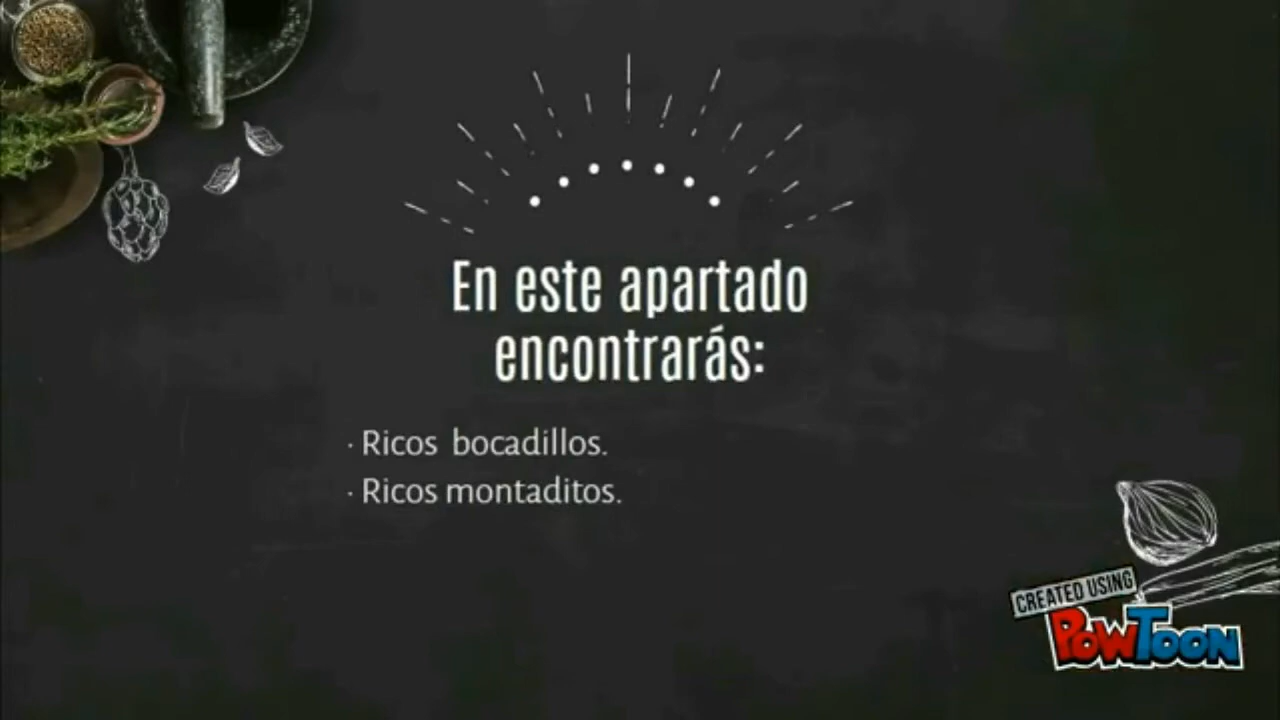 En este apartado
encontrarás:
· Ricos bocadillos.
· Ricos montaditos.
CREATED USING
POWTOON